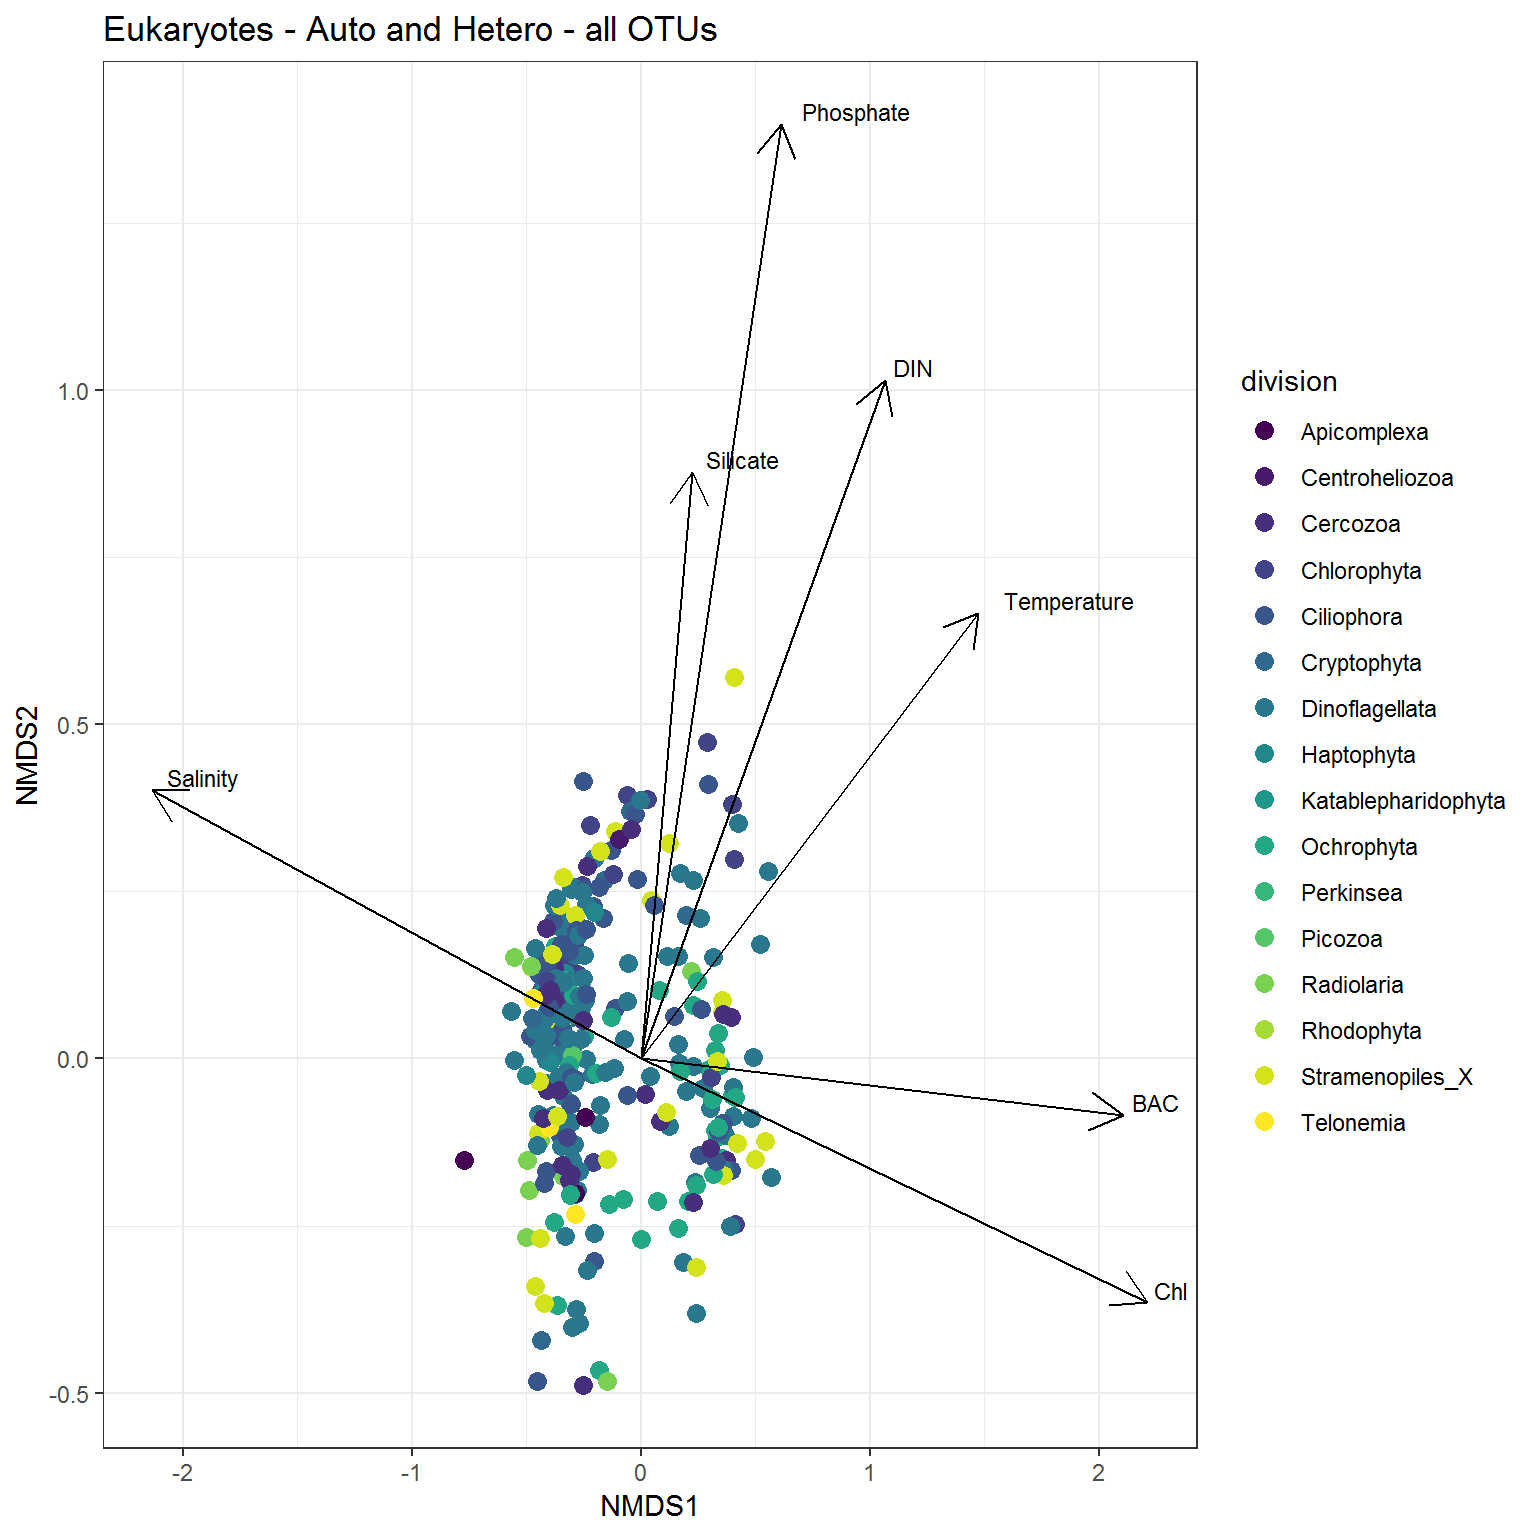 Eukaryotes - Auto and Hetero - all OTUs
Phosphate
DIN
Silicate
Temperature
Salinity
BAC
Chl
1.0
0.5
0.0
-0.5
NMDS2
-2
-1
0
1
2
NMDS1
division
Apicomplexa
Centroheliozoa
Cercozoa
Chlorophyta
Ciliophora
Cryptophyta
Dinoflagellata
Haptophyta
Katablepharidophyta
Ochrophyta
Perkinsea
Picozoa
Radiolaria
Rhodophyta
Stramenopiles_X
Telonemia